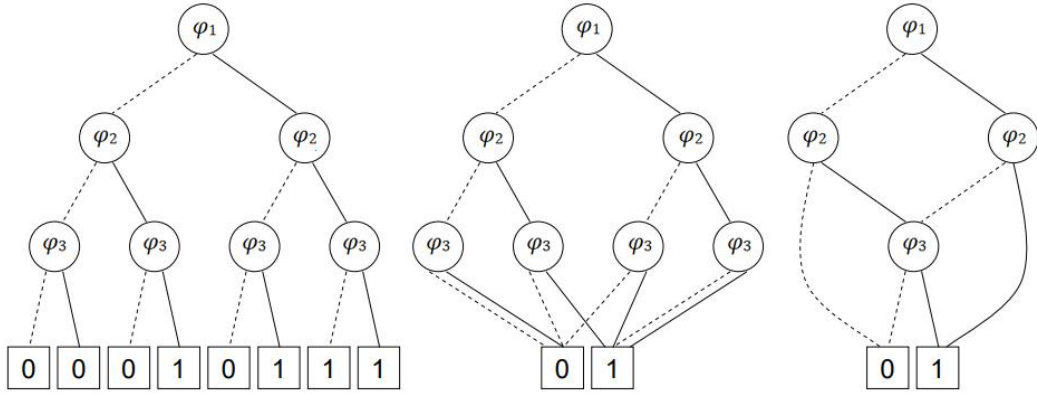 φ1 φ1 φ1
φ2 φ2 φ2 φ2 φ2 φ2
φ3 φ3 φ3 φ3 φ3 φ3 φ3 φ3 φ3
0 0 0 1 0 1 1 1 0 1 0 1